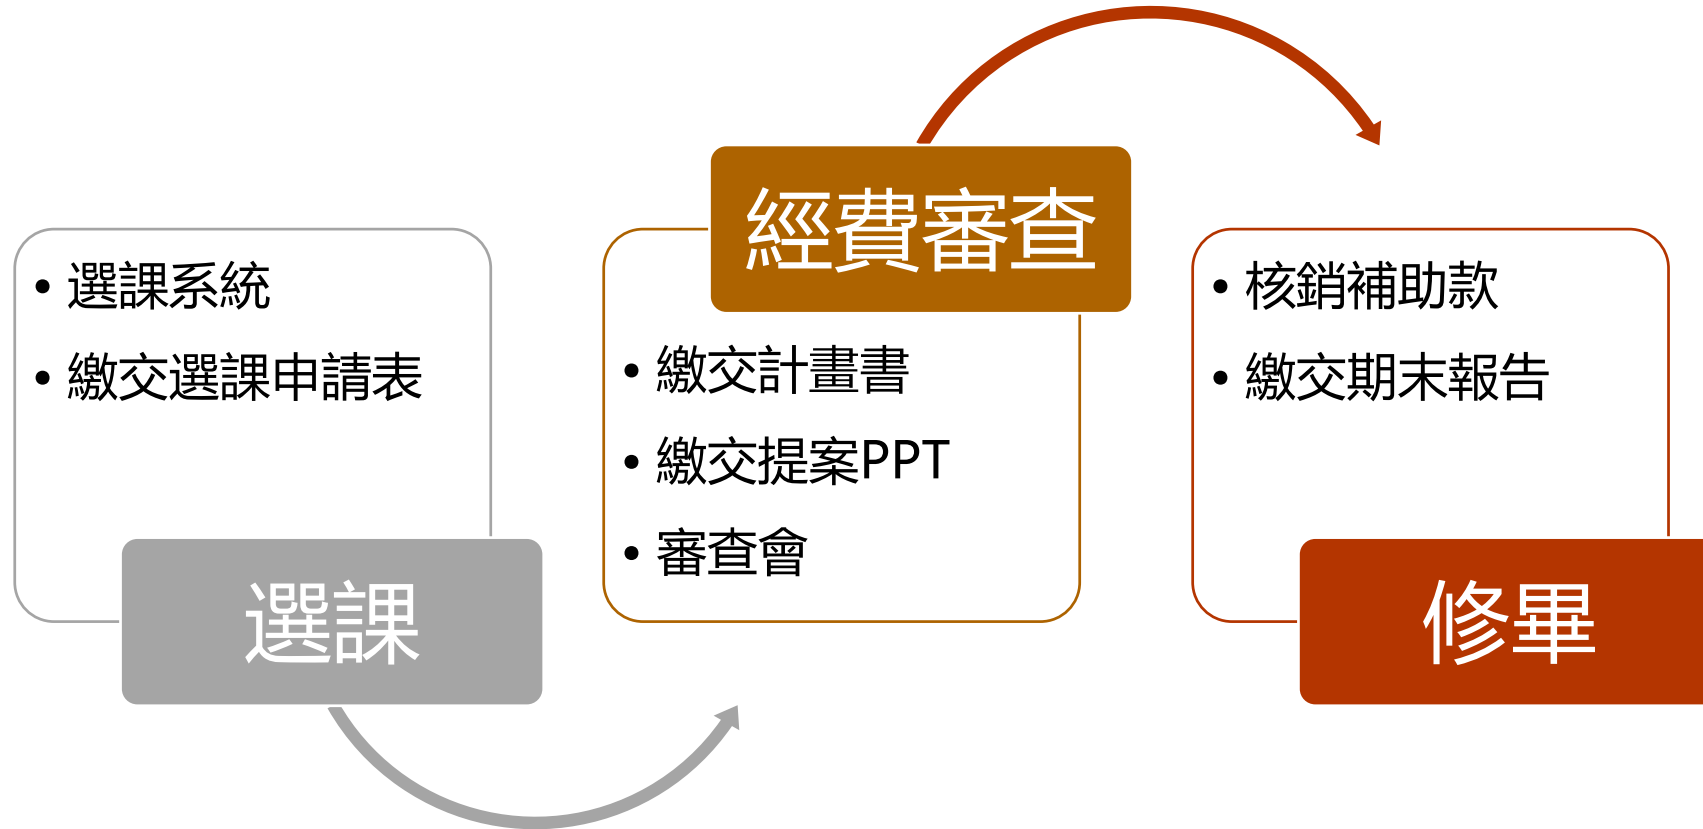 • 選課系統
• 繳交選課申請表
選課
經費審查
• 繳交計畫書
• 繳交提案PPT
• 審查會
• 核銷補助款
• 繳交期末報告
修畢